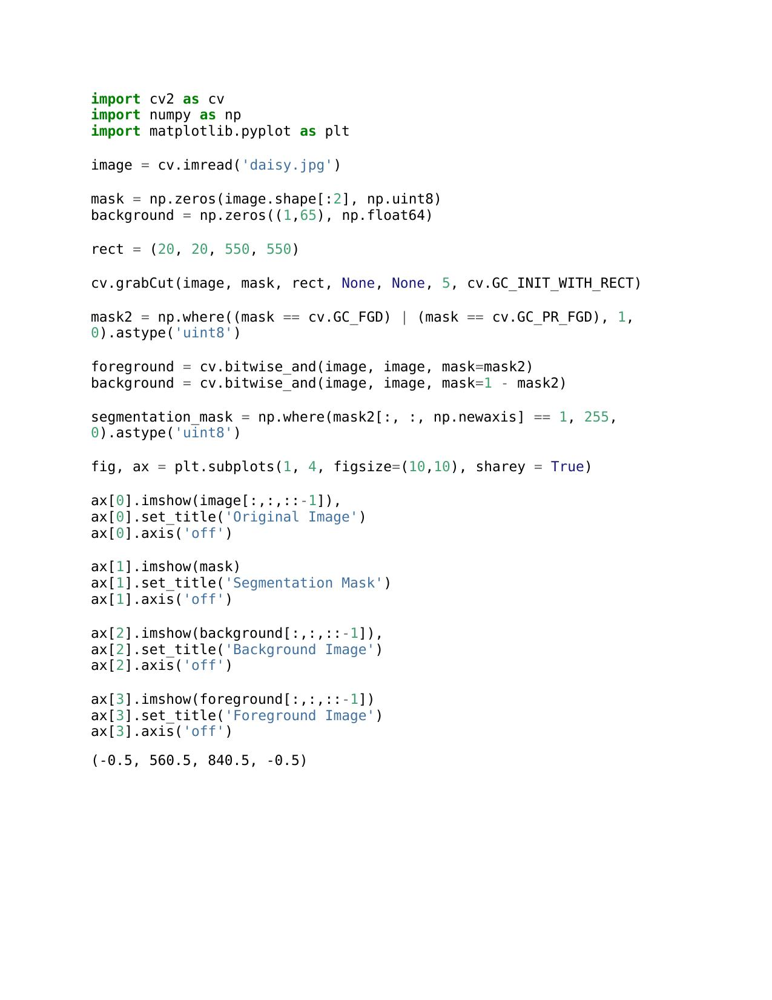 import cv2 as cv
import numpy as np
import matplotlib.pyplot as plt
image = cv.imread('daisy.jpg')
mask = np.zeros(image.shape[:2], np.uint8)
background = np.zeros((1,65), np.float64)
rect = (20, 20, 550, 550)
cv.grabCut(image, mask, rect, None, None, 5, cv.GC_INIT_WITH_RECT)
mask2 = np.where((mask == cv.GC_FGD) | (mask == cv.GC_PR_FGD), 1,
0).astype('uint8')
foreground = cv.bitwise_and(image, image, mask=mask2)
background = cv.bitwise_and(image, image, mask=1 - mask2)
segmentation_mask = np.where(mask2[:, :, np.newaxis] == 1, 255,
0).astype('uint8')
fig, ax = plt.subplots(1, 4, figsize=(10,10), sharey = True)
ax[0].imshow(image[:,:,::-1]),
ax[0].set_title('Original Image')
ax[0].axis('off')
ax[1].imshow(mask)
ax[1].set_title('Segmentation Mask')
ax[1].axis('off')
ax[2].imshow(background[:,:,::-1]),
ax[2].set_title('Background Image')
ax[2].axis('off')
ax[3].imshow(foreground[:,:,::-1])
ax[3].set_title('Foreground Image')
ax[3].axis('off')
(-0.5, 560.5, 840.5, -0.5)